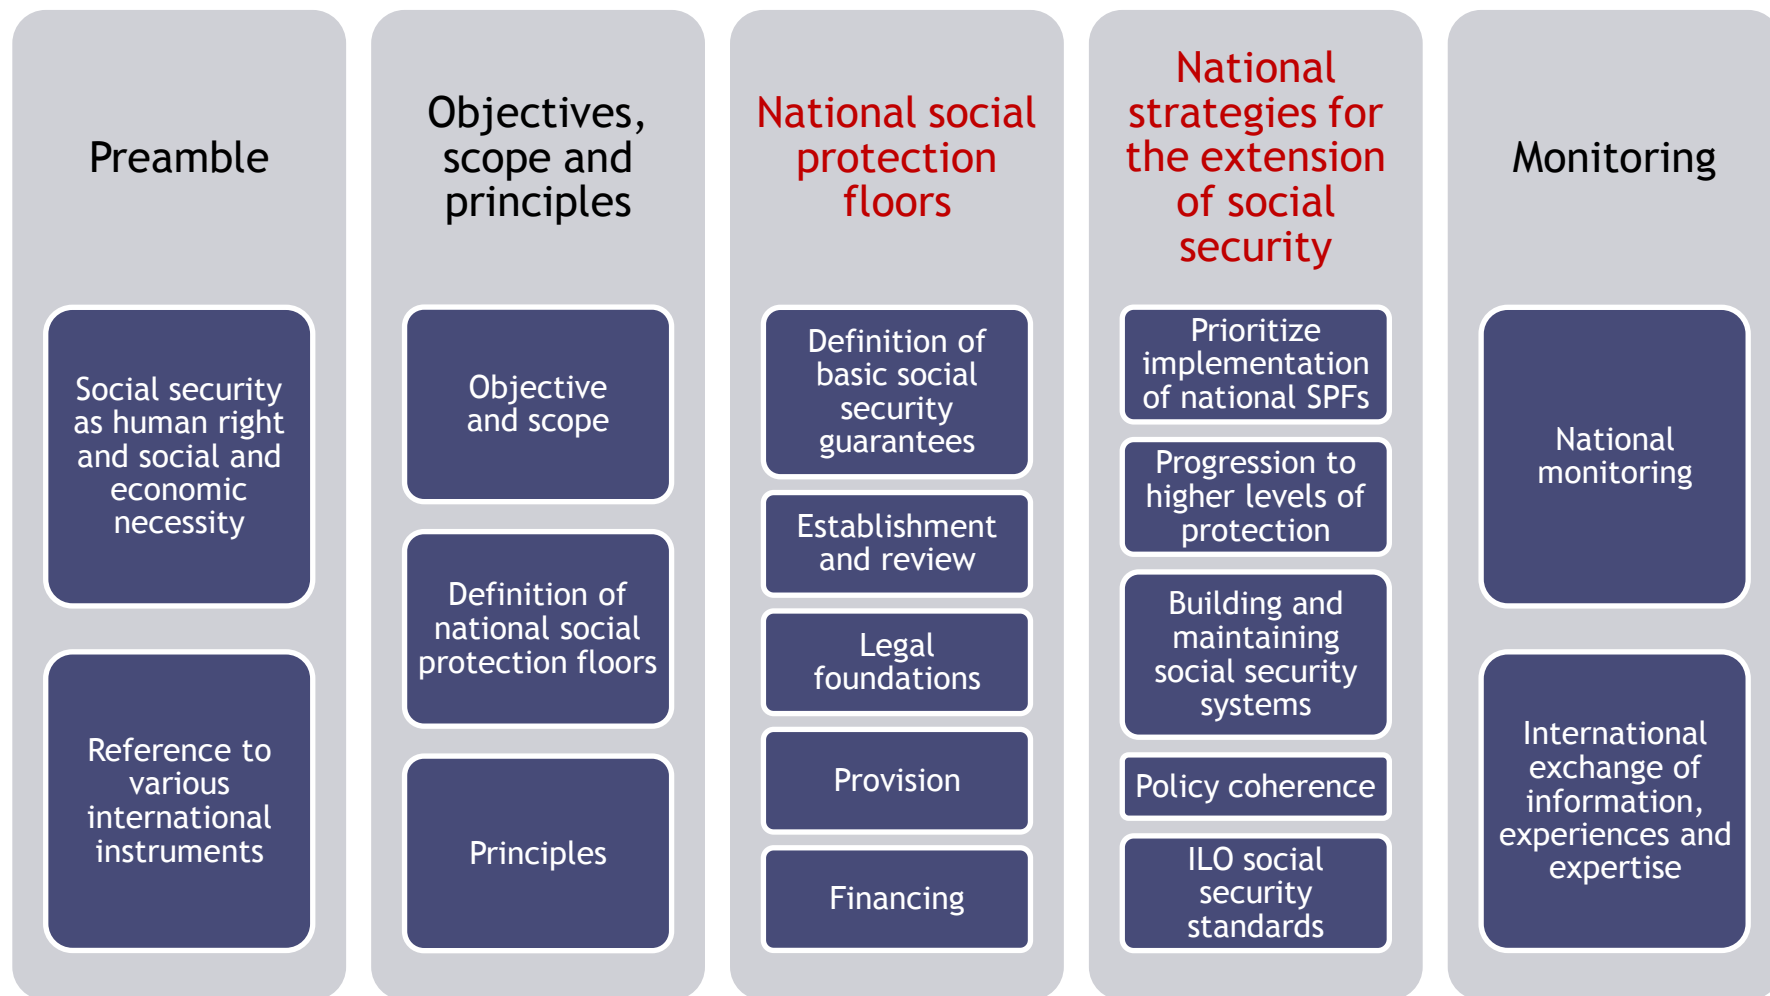 Preamble
Social security
as human right
and social and
economic
necessity
Reference to
various
international
instruments
Objectives,
scope and
principles
Objective
and scope
Definition of
national social
protection floors
Principles
National social
protection
floors
Definition of
basic social
security
guarantees
Establishment
and review
Legal
foundations
Provision
Financing
National
strategies for
the extension
of social
security
Prioritize
implementation
of national SPFs
Progression to
higher levels of
protection
Building and
maintaining
social security
systems
Policy coherence
ILO social
security
standards
Monitoring
National
monitoring
International
exchange of
information,
experiences and
expertise